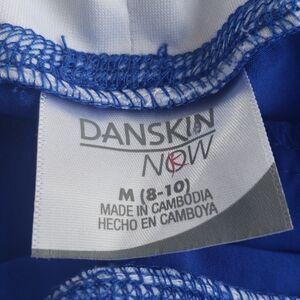 DANSKIN
NOW
M (8-10)
MADE IN CAMBODIA
HECHO EN CAMBOYA